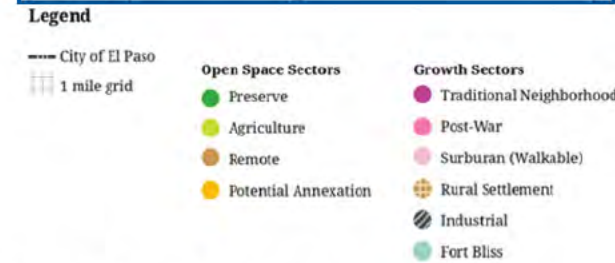 Legend
City of El Paso
1 mile grid
Open Space Sectors
Preserve
Agriculture
Remote
Potential Annexation
Growth Sectors
Traditional Neighborhood
Post-War
Surburan (Walkable)
Rural Settlement
Industrial
Fort Bliss